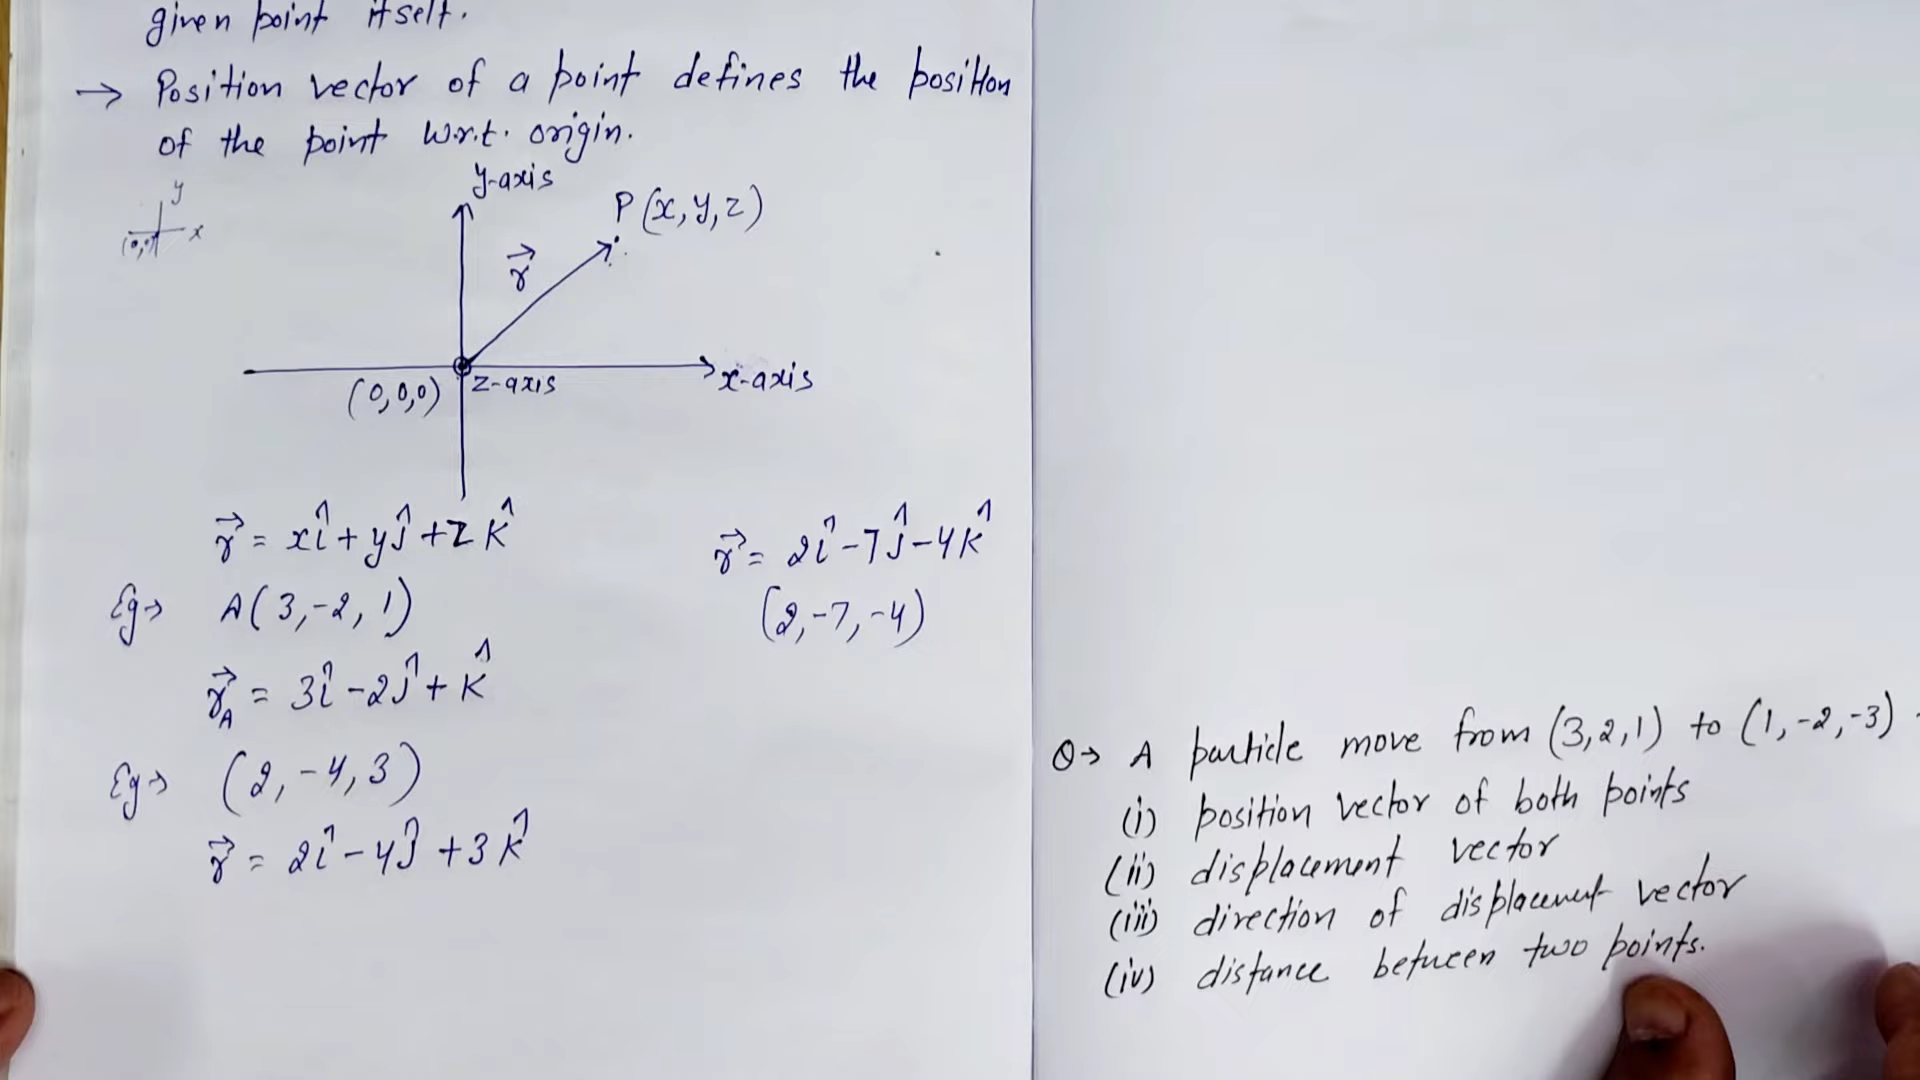 given point itself.
→ Position vector of a point defines the position
of the point w.r.t. origin.
y-axis
y
P (x, y, z)
x
(0,0)
r⃗
(0,0,0)
z-axis
x-axis
r⃗ = xî + yĵ + zk̂
r⃗ = 2î - 7ĵ - 4k̂
Eg→ A(3, -2, 1)
(2, -7, -4)
r⃗_A = 3î - 2ĵ + k̂
Eg→ (2, -4, 3)
r⃗ = 2î - 4ĵ + 3k̂
Q→ A particle move from (3,2,1) to (1,-2,-3)
(i) position vector of both points
(ii) displacement vector
(iii) direction of displacement vector
(iv) distance between two points.